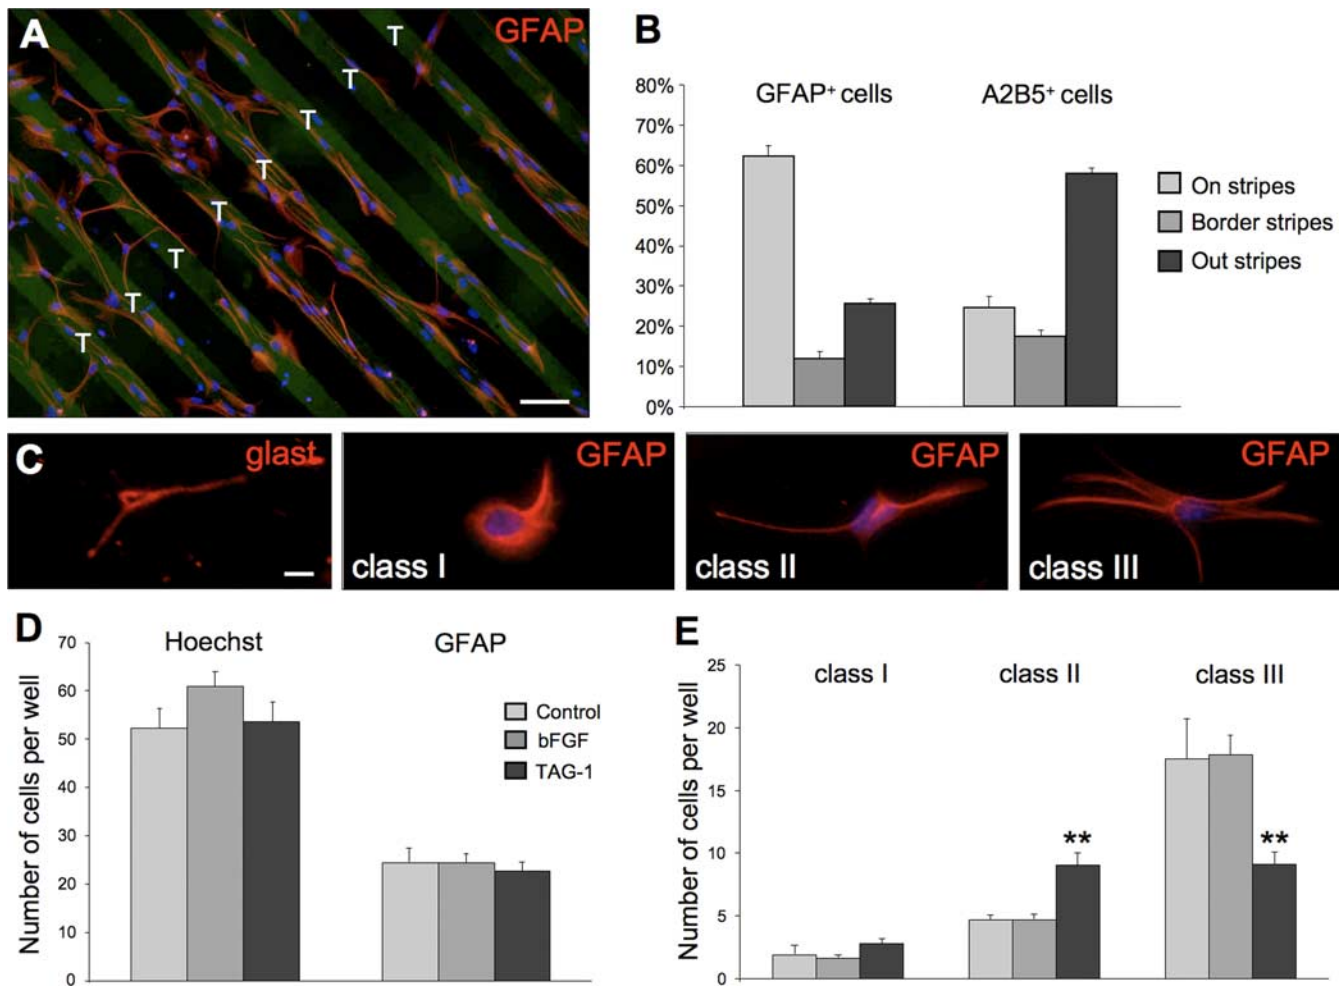 A
GFAP
T
T
T
T
T
T
T
T
B
80%
70%
60%
50%
40%
30%
20%
10%
0%
GFAP+ cells
A2B5+ cells
On stripes
Border stripes
Out stripes
C
glast
GFAP
class I
GFAP
class II
GFAP
class III
D
Number of cells per well
70
60
50
40
30
20
10
0
Hoechst
GFAP
Control
bFGF
TAG-1
E
Number of cells per well
25
20
15
10
5
0
class I
class II
class III
**
**